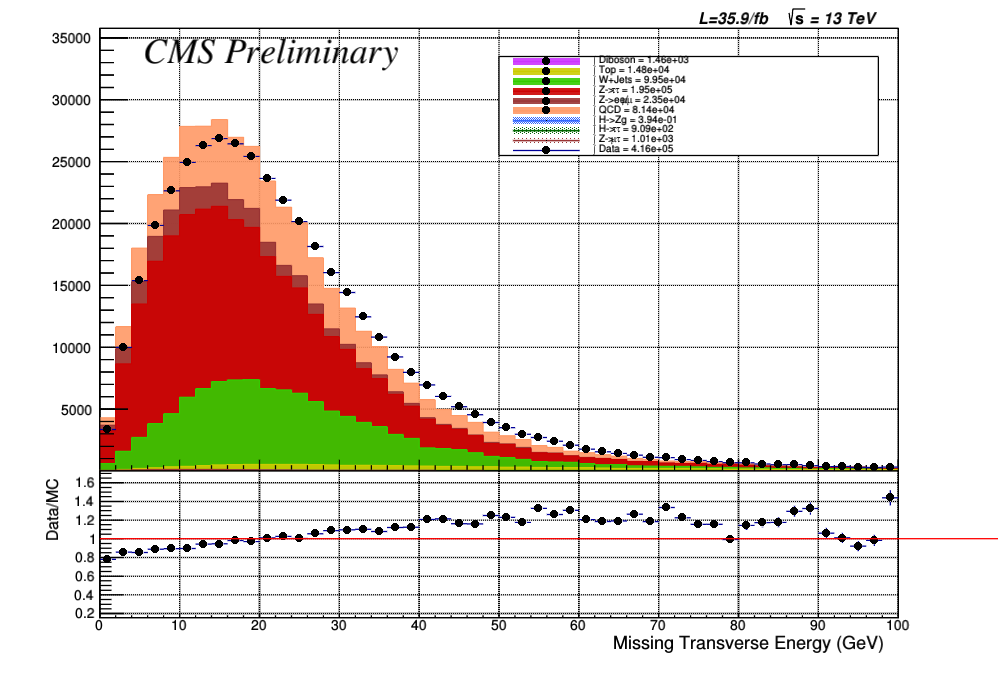 L=35.9/fb √s = 13 TeV
CMS Preliminary
Diboson = 1.46e+03
Top = 1.48e+04
W+Jets = 9.95e+04
Z->ττ = 1.95e+05
= 2.35e+04
QCD = 8.14e+04
H->Zg = 3.94e-01
= 9.09e+02
= 1.01e+03
Data = 4.16e+05
35000
30000
25000
20000
15000
10000
5000
Data/MC
1.6
1.4
1.2
1
0.8
0.6
0.4
0.2
0 10 20 30 40 50 60 70 80 90 100
Missing Transverse Energy (GeV)